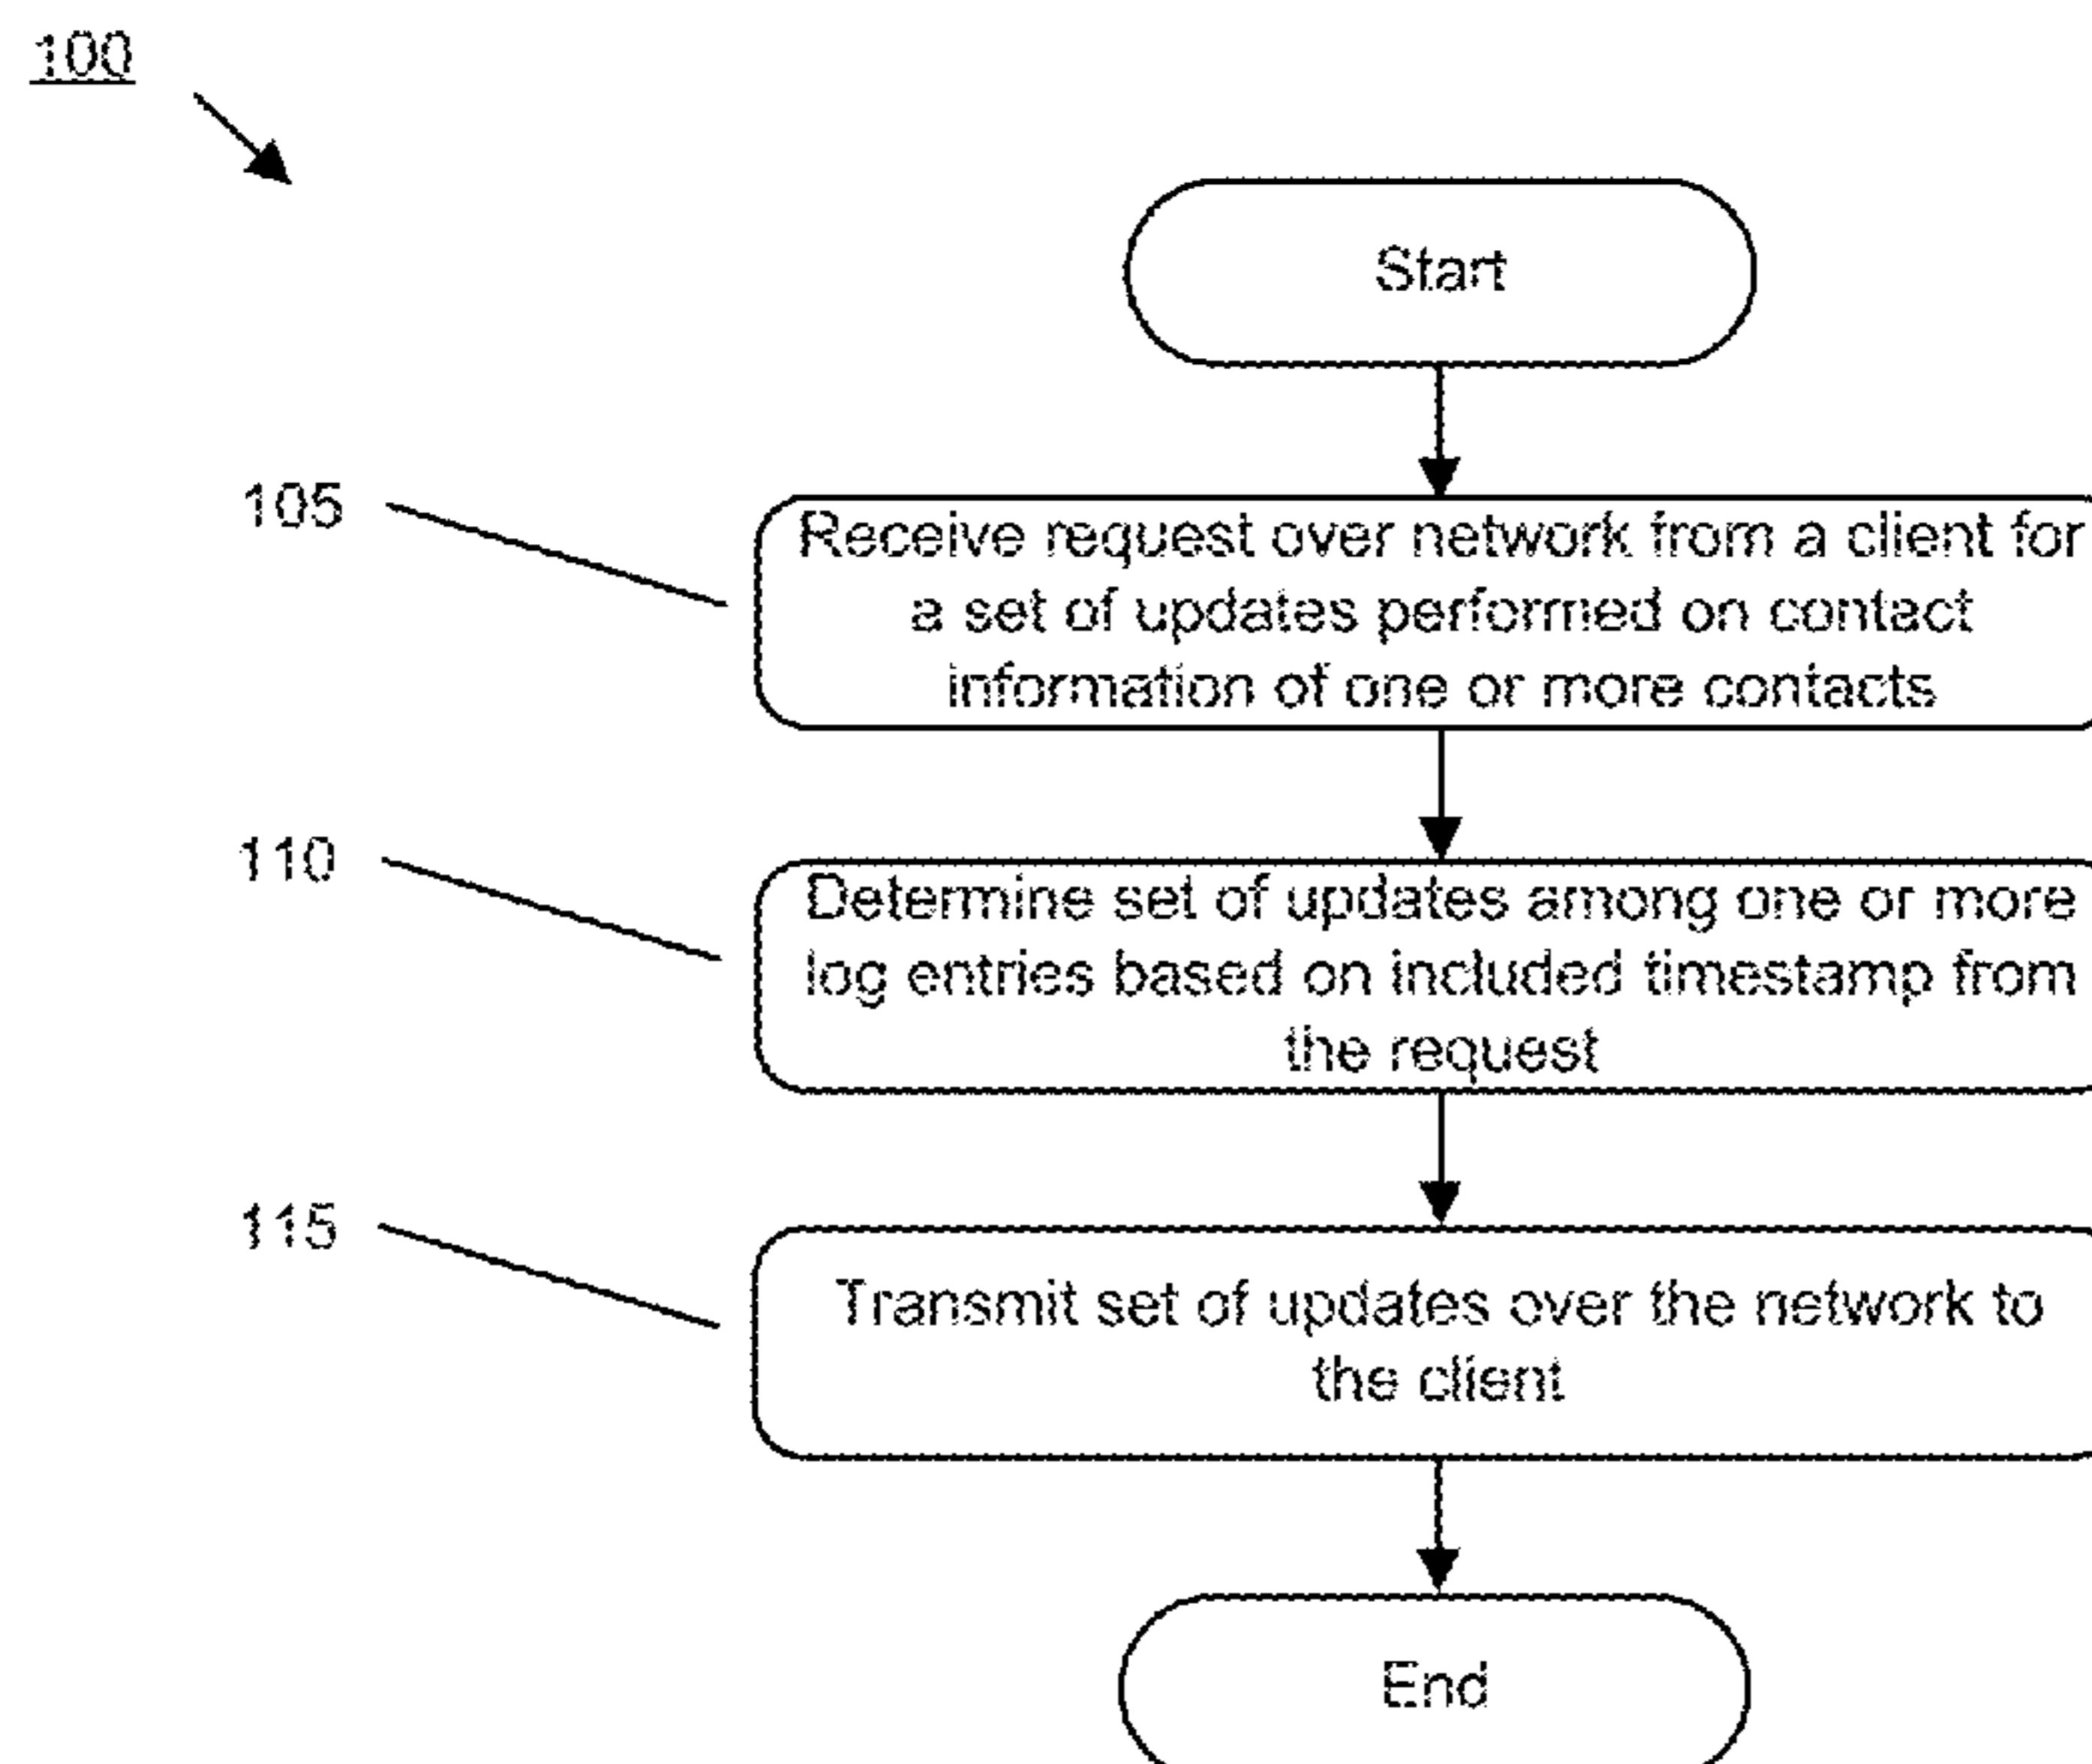 100
Start
105
Receive request over network from a client for
a set of updates performed on contact
information of one or more contacts
110
Determine set of updates among one or more
log entries based on included timestamp from
the request
115
Transmit set of updates over the network to
the client
End